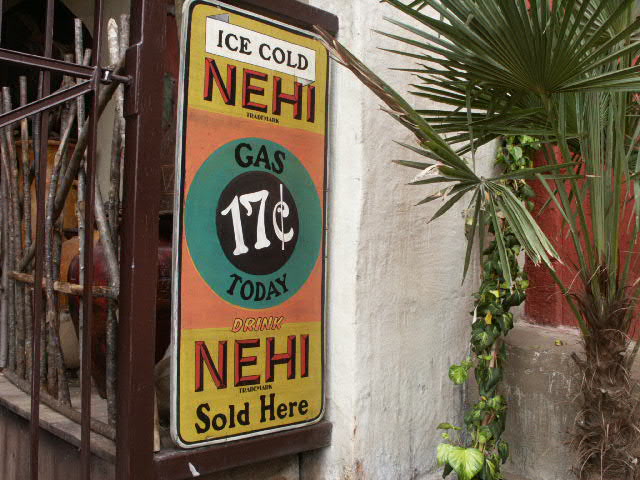 ICE COLD
NEHI
TRADEMARK
GAS
17¢
TODAY
DRINK
NEHI
TRADEMARK
Sold Here